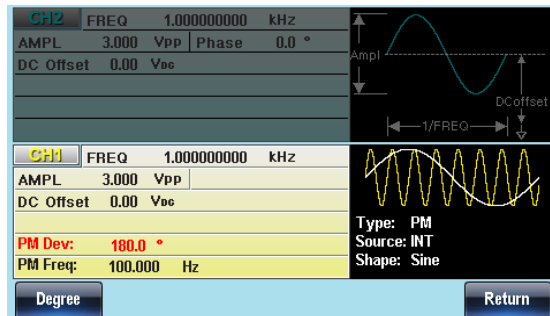 CH2 FREQ 1.000000000 kHz
AMPL 3.000 Vpp Phase 0.0 °
DC Offset 0.00 VDC
Ampl
DCoffset
1/FREQ
CH1 FREQ 1.000000000 kHz
AMPL 3.000 Vpp
DC Offset 0.00 VDC
PM Dev: 180.0 °
PM Freq: 100.000 Hz
Type: PM
Source: INT
Shape: Sine
Degree Return